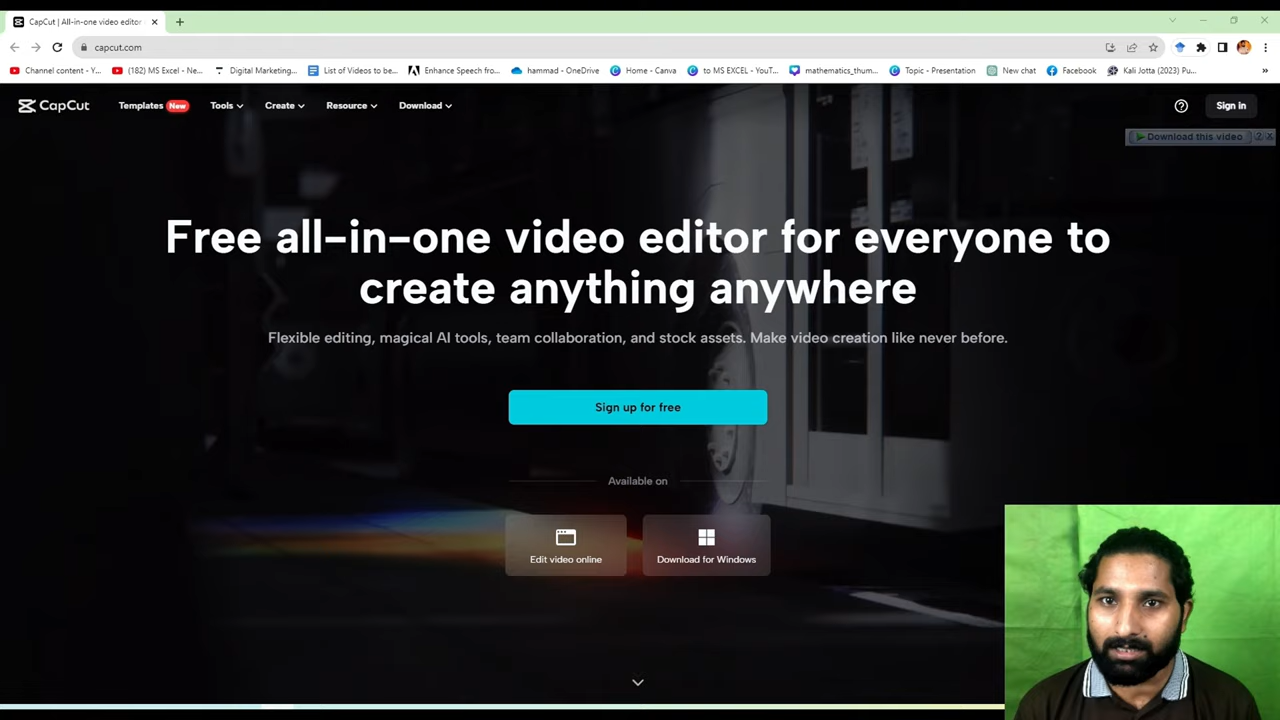 CapCut | All-in-one video editor
capcut.com
Channel content - Y...
(182) MS Excel - Ne...
Digital Marketing...
List of Videos to be...
Enhance Speech fro...
hammad - OneDrive
Home - Canva
to MS EXCEL - YouT...
mathematics_thum...
Topic - Presentation
New chat
Facebook
Kali Jotta (2023) Pu...
CapCut
Templates New
Tools
Create
Resource
Download
Sign in
Download this video
Free all-in-one video editor for everyone to
create anything anywhere
Flexible editing, magical AI tools, team collaboration, and stock assets. Make video creation like never before.
Sign up for free
Available on
Edit video online
Download for Windows